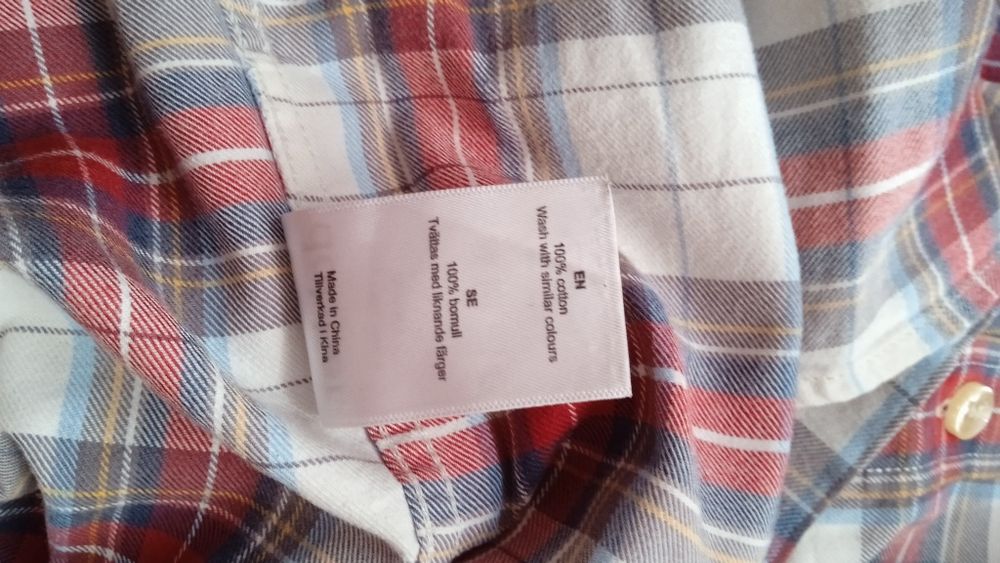 EN
100% cotton
Wash with similar colours
SE
100% bomull
Tvättas med liknande färger
Made in China
Tillverkad i Kina